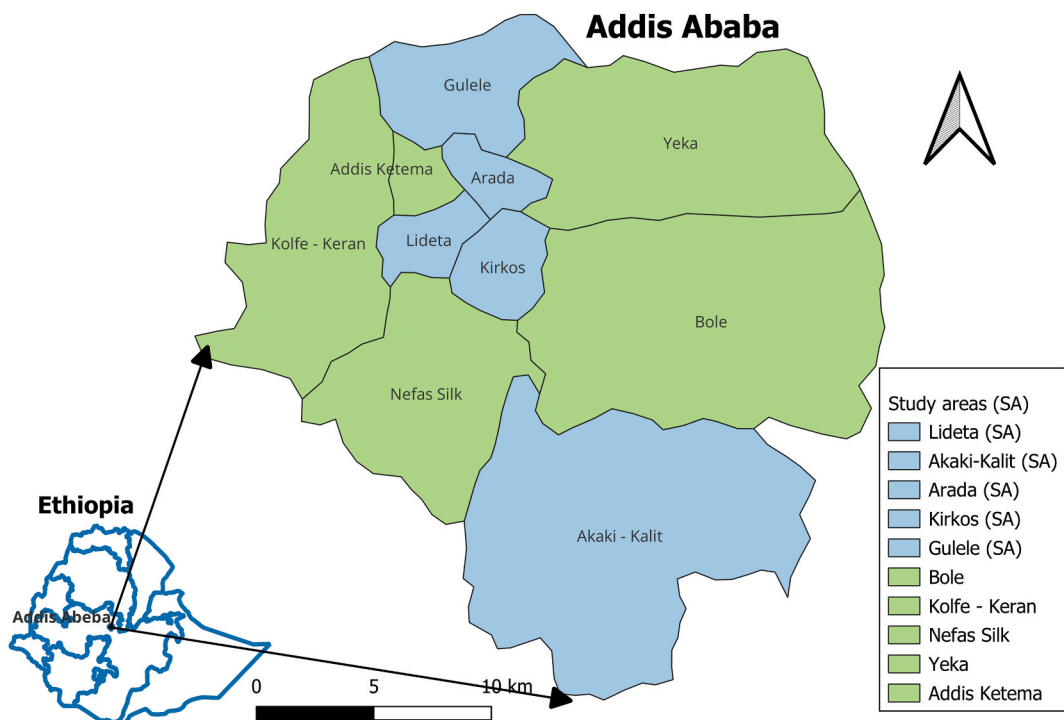 Addis Ababa
Gulele
Yeka
Addis Ketema
Arada
Lideta
Kolfe - Keran
Kirkos
Bole
Nefas Silk
Akaki - Kalit
Study areas (SA)
Lideta (SA)
Akaki-Kalit (SA)
Arada (SA)
Kirkos (SA)
Gulele (SA)
Bole
Kolfe - Keran
Nefas Silk
Yeka
Addis Ketema
Ethiopia
Addis Abeba
0 5 10 km